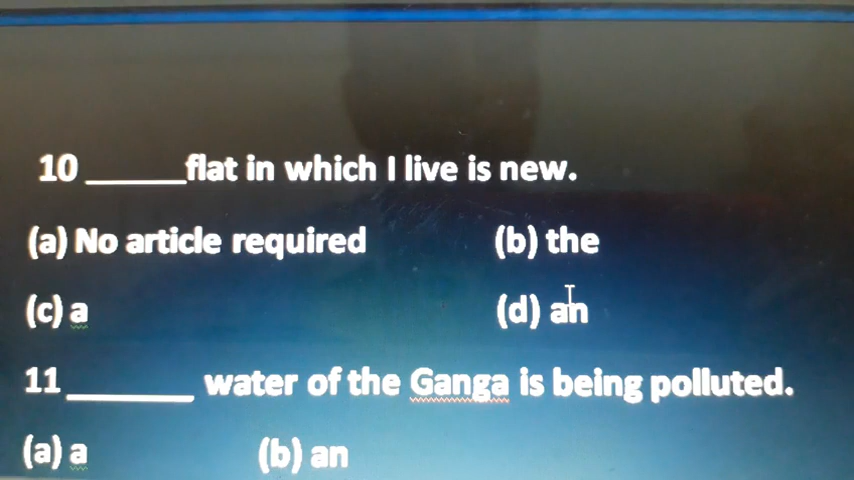 10 ______flat in which I live is new.
(a) No article required (b) the
(c) a (d) an
11 ________ water of the Ganga is being polluted.
(a) a (b) an